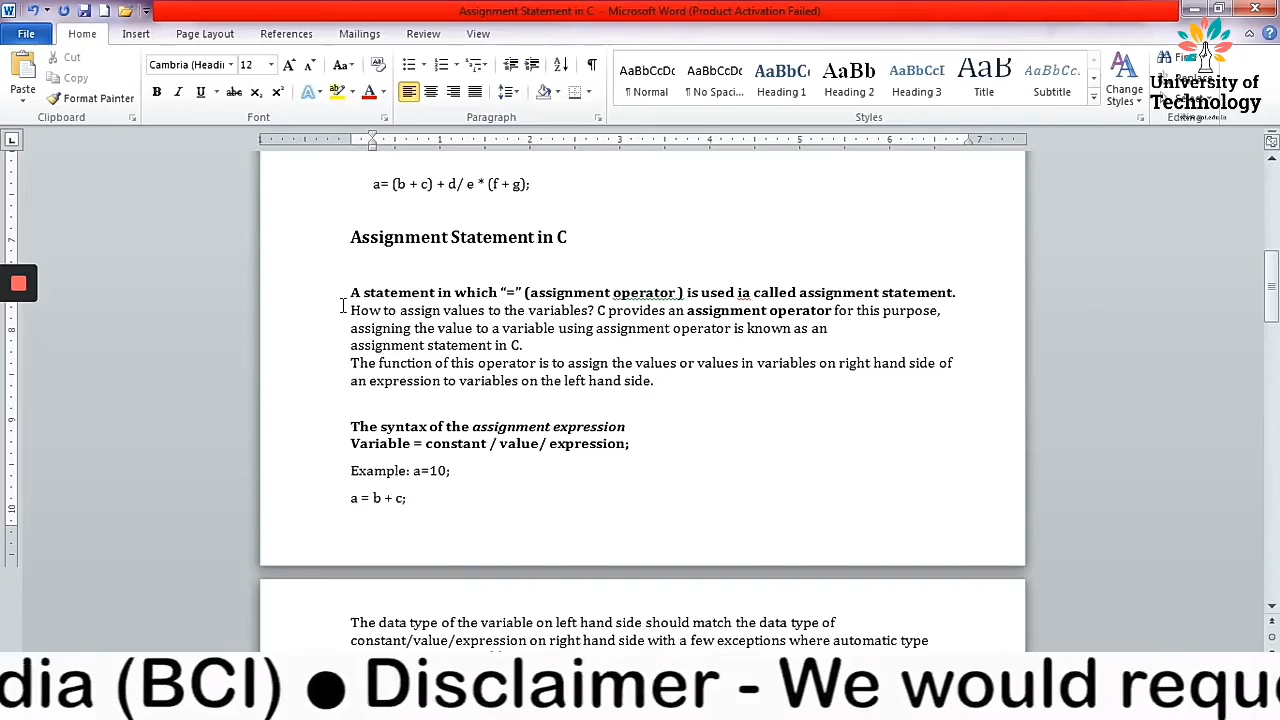 Assignment Statement in C - Microsoft Word (Product Activation Failed)
File Home Insert Page Layout References Mailings Review View
Cut
Copy
Format Painter
Paste
Clipboard
Cambria (Headi 12
Font
Paragraph
AaBbCcDc AaBbCcDc AaBbC AaBb AaBbCcI AaB AaBbCc.
¶ Normal ¶ No Spaci... Heading 1 Heading 2 Heading 3 Title Subtitle
Styles
Change Styles
Editing
University of
Technology
a= (b + c) + d/ e * (f + g);
Assignment Statement in C
A statement in which “=” (assignment operator ) is used ia called assignment statement.
How to assign values to the variables? C provides an assignment operator for this purpose,
assigning the value to a variable using assignment operator is known as an
assignment statement in C.
The function of this operator is to assign the values or values in variables on right hand side of
an expression to variables on the left hand side.
The syntax of the assignment expression
Variable = constant / value/ expression;
Example: a=10;
a = b + c;
The data type of the variable on left hand side should match the data type of
constant/value/expression on right hand side with a few exceptions where automatic type
dia (BCI) ● Disclaimer - We would reque